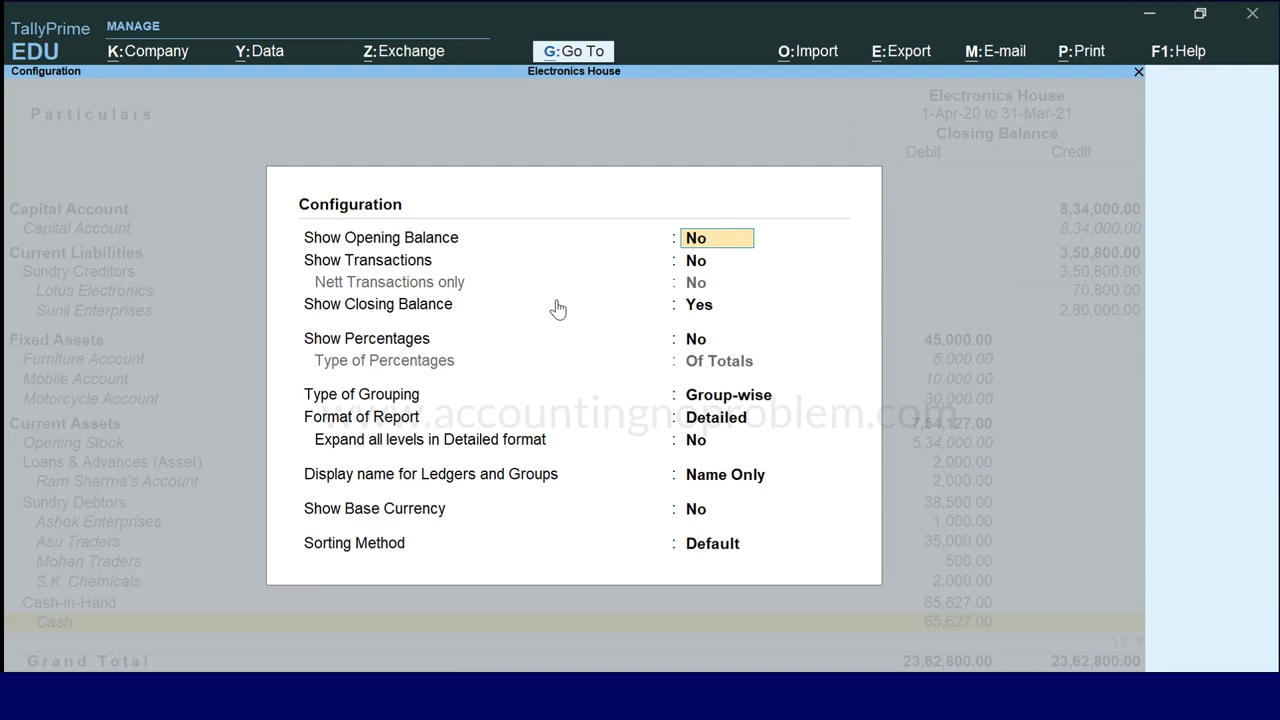 TallyPrime MANAGE
EDU K:Company Y:Data Z:Exchange G:Go To O:Import E:Export M:E-mail P:Print F1:Help
Configuration Electronics House
Particulars
Electronics House
1-Apr-20 to 31-Mar-21
Closing Balance
Debit Credit
Configuration
Show Opening Balance : No
Show Transactions : No
Nett Transactions only : No
Show Closing Balance : Yes
Show Percentages : No
Type of Percentages : Of Totals
Type of Grouping : Group-wise
Format of Report : Detailed
Expand all levels in Detailed format : No
Display name for Ledgers and Groups : Name Only
Show Base Currency : No
Sorting Method : Default
Capital Account 8,34,000.00
Capital Account 8,34,000.00
Current Liabilities 3,50,800.00
Sundry Creditors 3,50,800.00
Lotus Electronics 70,800.00
Sunil Enterprises 2,80,000.00
Fixed Assets 45,000.00
Furniture Account 5,000.00
Mobile Account 10,000.00
Motorcycle Account 30,000.00
Current Assets 7,54,127.00
Opening Stock 5,34,000.00
Loans & Advances (Asset) 2,000.00
Ram Sharma's Account 2,000.00
Sundry Debtors 38,500.00
Ashok Enterprises 1,000.00
Asu Traders 35,000.00
Mohan Traders 500.00
S.K. Chemicals 2,000.00
Cash-in-Hand 65,627.00
Cash 65,627.00
19
Grand Total 23,62,800.00 23,62,800.00
www.accountingnoproblem.com